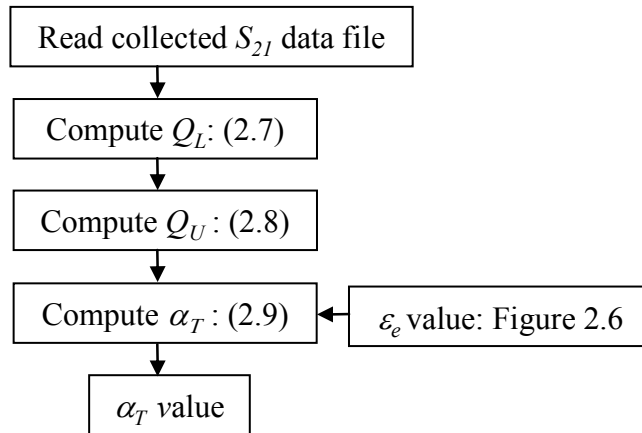 Read collected S21 data file
Compute QL: (2.7)
Compute QU : (2.8)
Compute αT : (2.9)
εe value: Figure 2.6
αT value